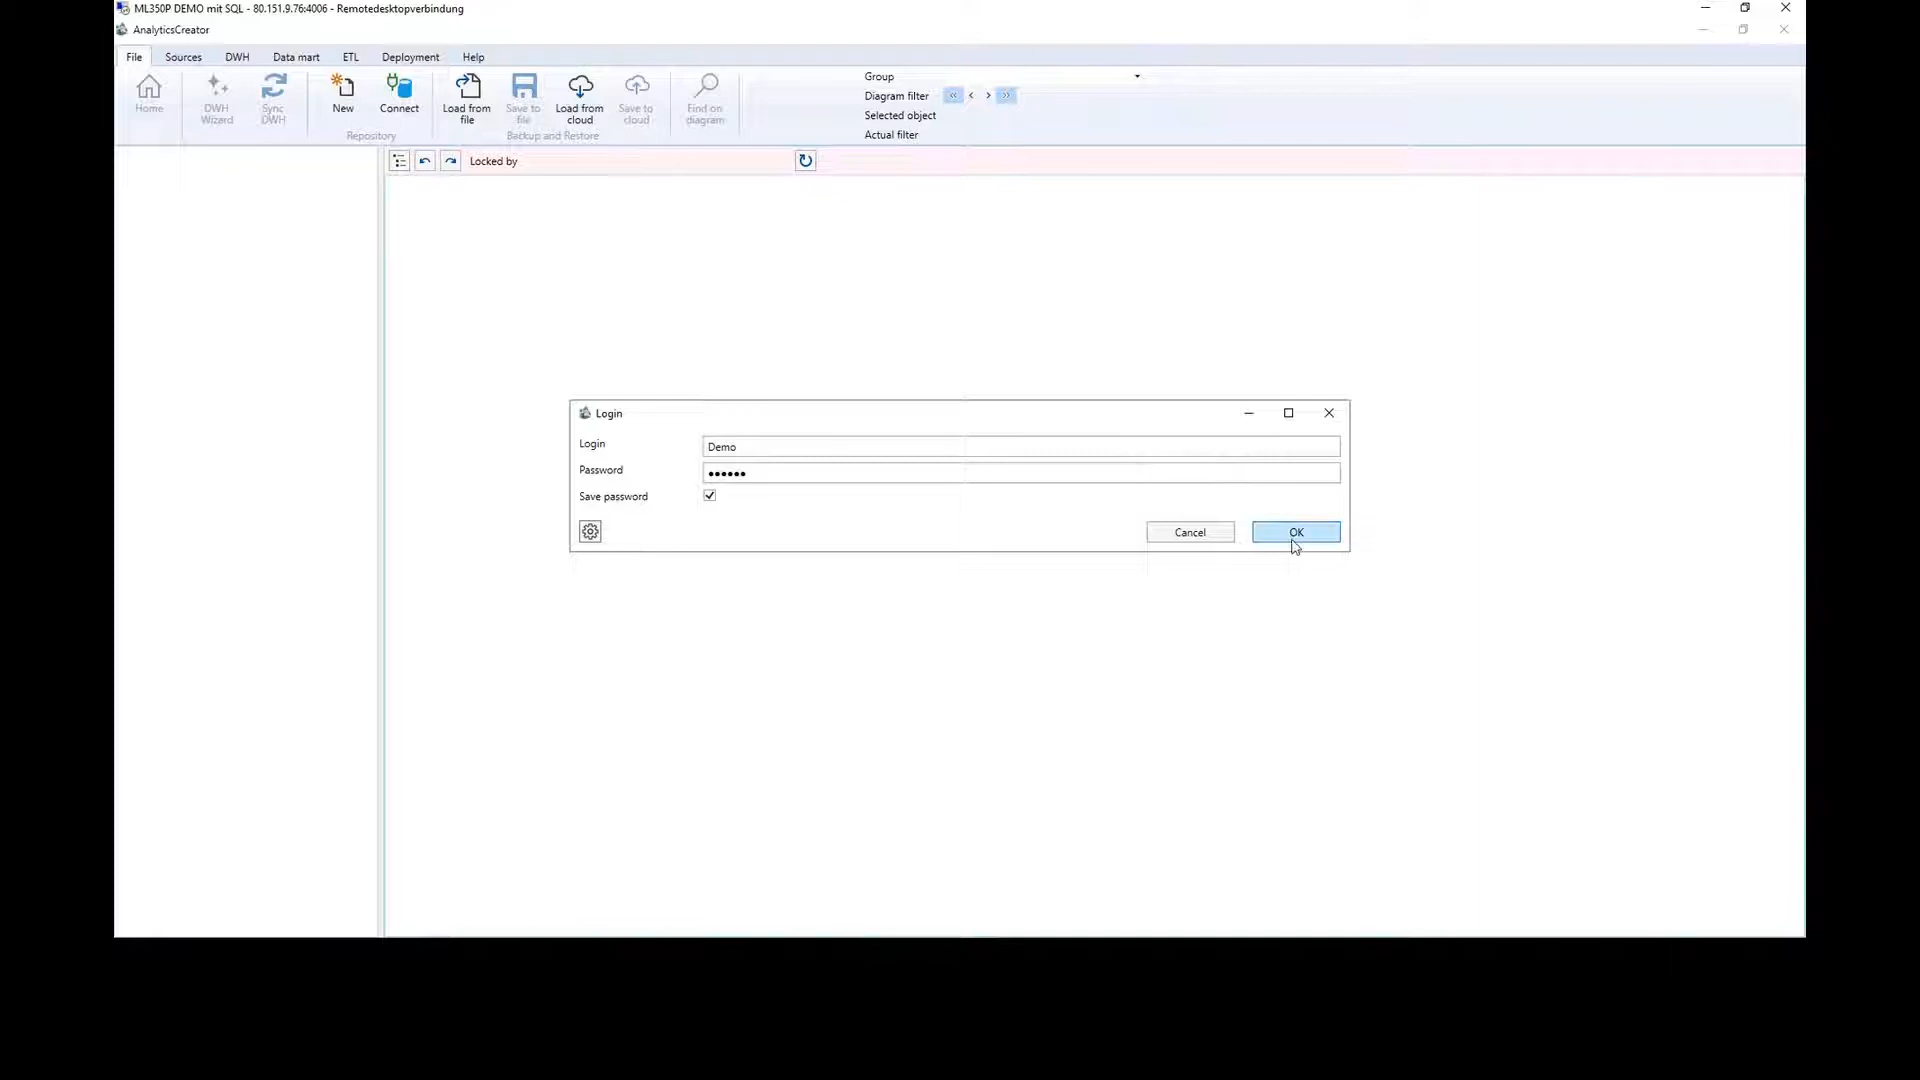 ML350P DEMO mit SQL - 80.151.9.76:4006 - Remotedesktopverbindung
AnalyticsCreator
File Sources DWH Data mart ETL Deployment Help
Home
DWH Wizard
Sync DWH
New
Connect
Repository
Load from file
Save to file
Load from cloud
Save to cloud
Backup and Restore
Find on diagram
Group
Diagram filter
Selected object
Actual filter
Locked by
Login
Login Demo
Password ••••••
Save password
Cancel OK